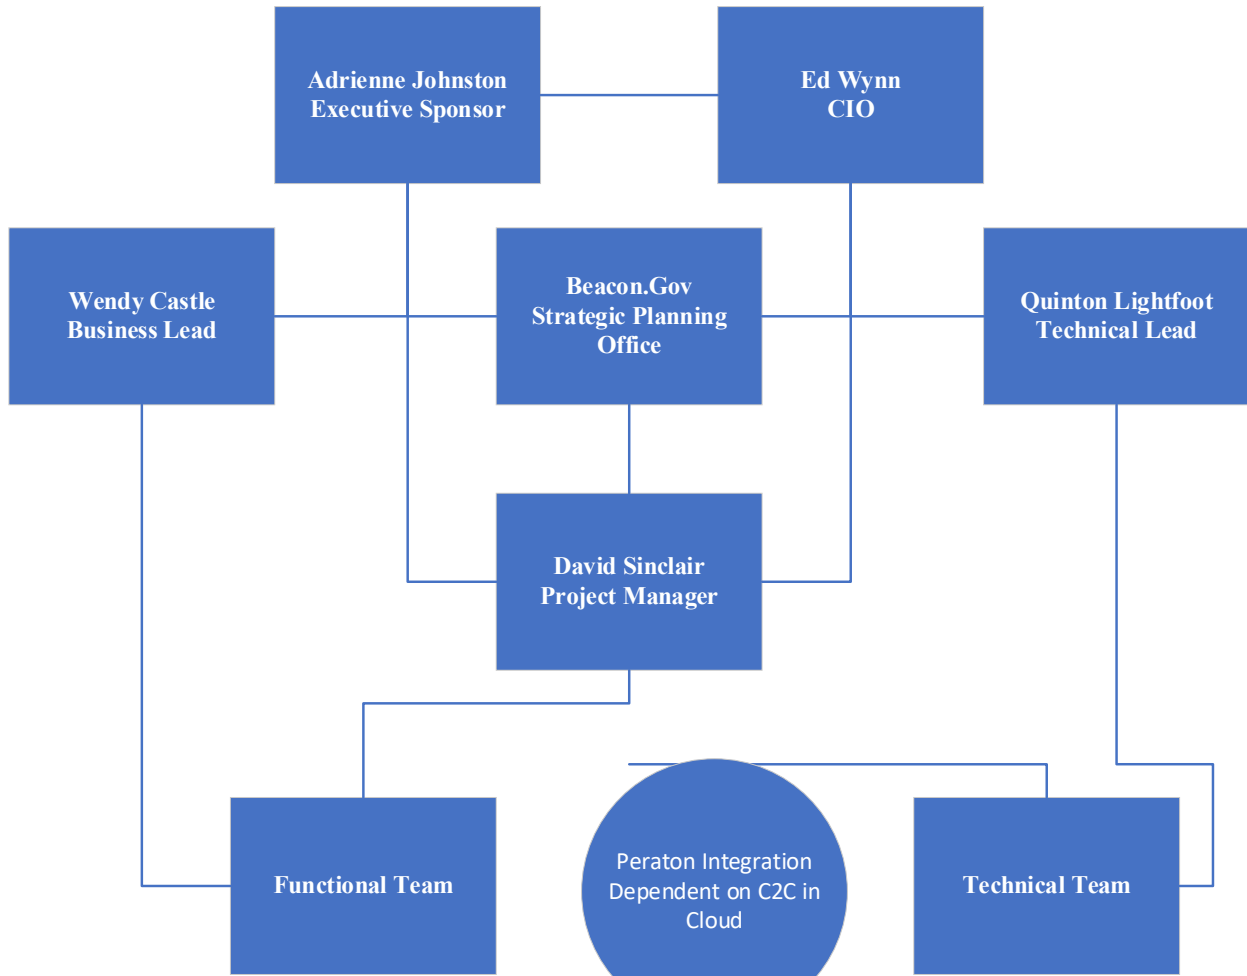 Adrienne Johnston
Executive Sponsor
Ed Wynn
CIO
Wendy Castle
Business Lead
Beacon.Gov
Strategic Planning
Office
Quinton Lightfoot
Technical Lead
David Sinclair
Project Manager
Functional Team
Peraton Integration
Dependent on C2C in
Cloud
Technical Team